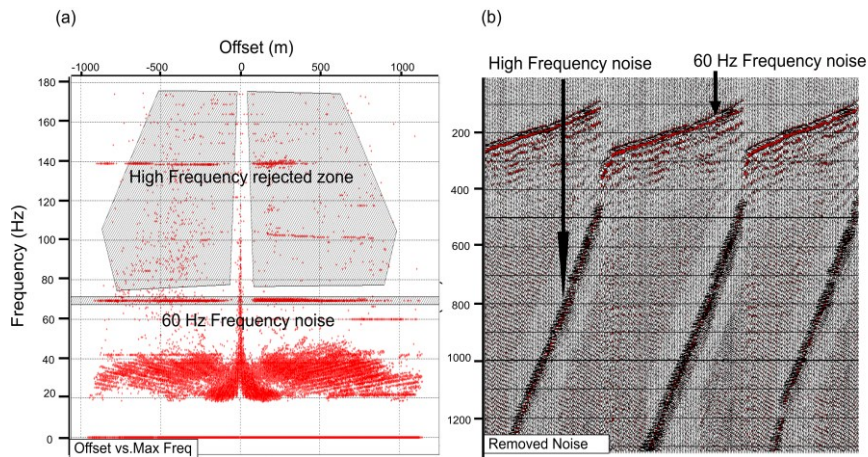 (a)
Offset (m)
-1000 -500 0 500 1000
180
160
140
120
100
80
60
40
20
0
Frequency (Hz)
High Frequency rejected zone
60 Hz Frequency noise
Offset vs.Max Freq
(b)
High Frequency noise
60 Hz Frequency noise
200
400
600
800
1000
1200
Removed Noise